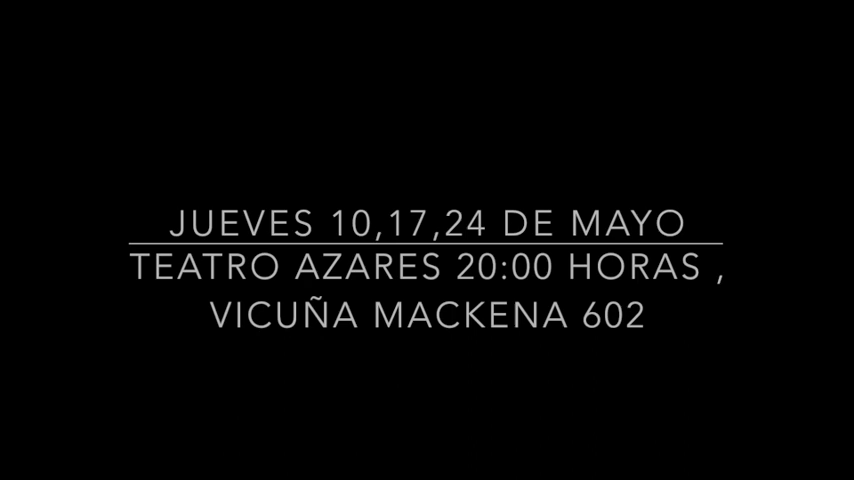 JUEVES 10,17,24 DE MAYO
TEATRO AZARES 20:00 HORAS ,
VICUÑA MACKENA 602